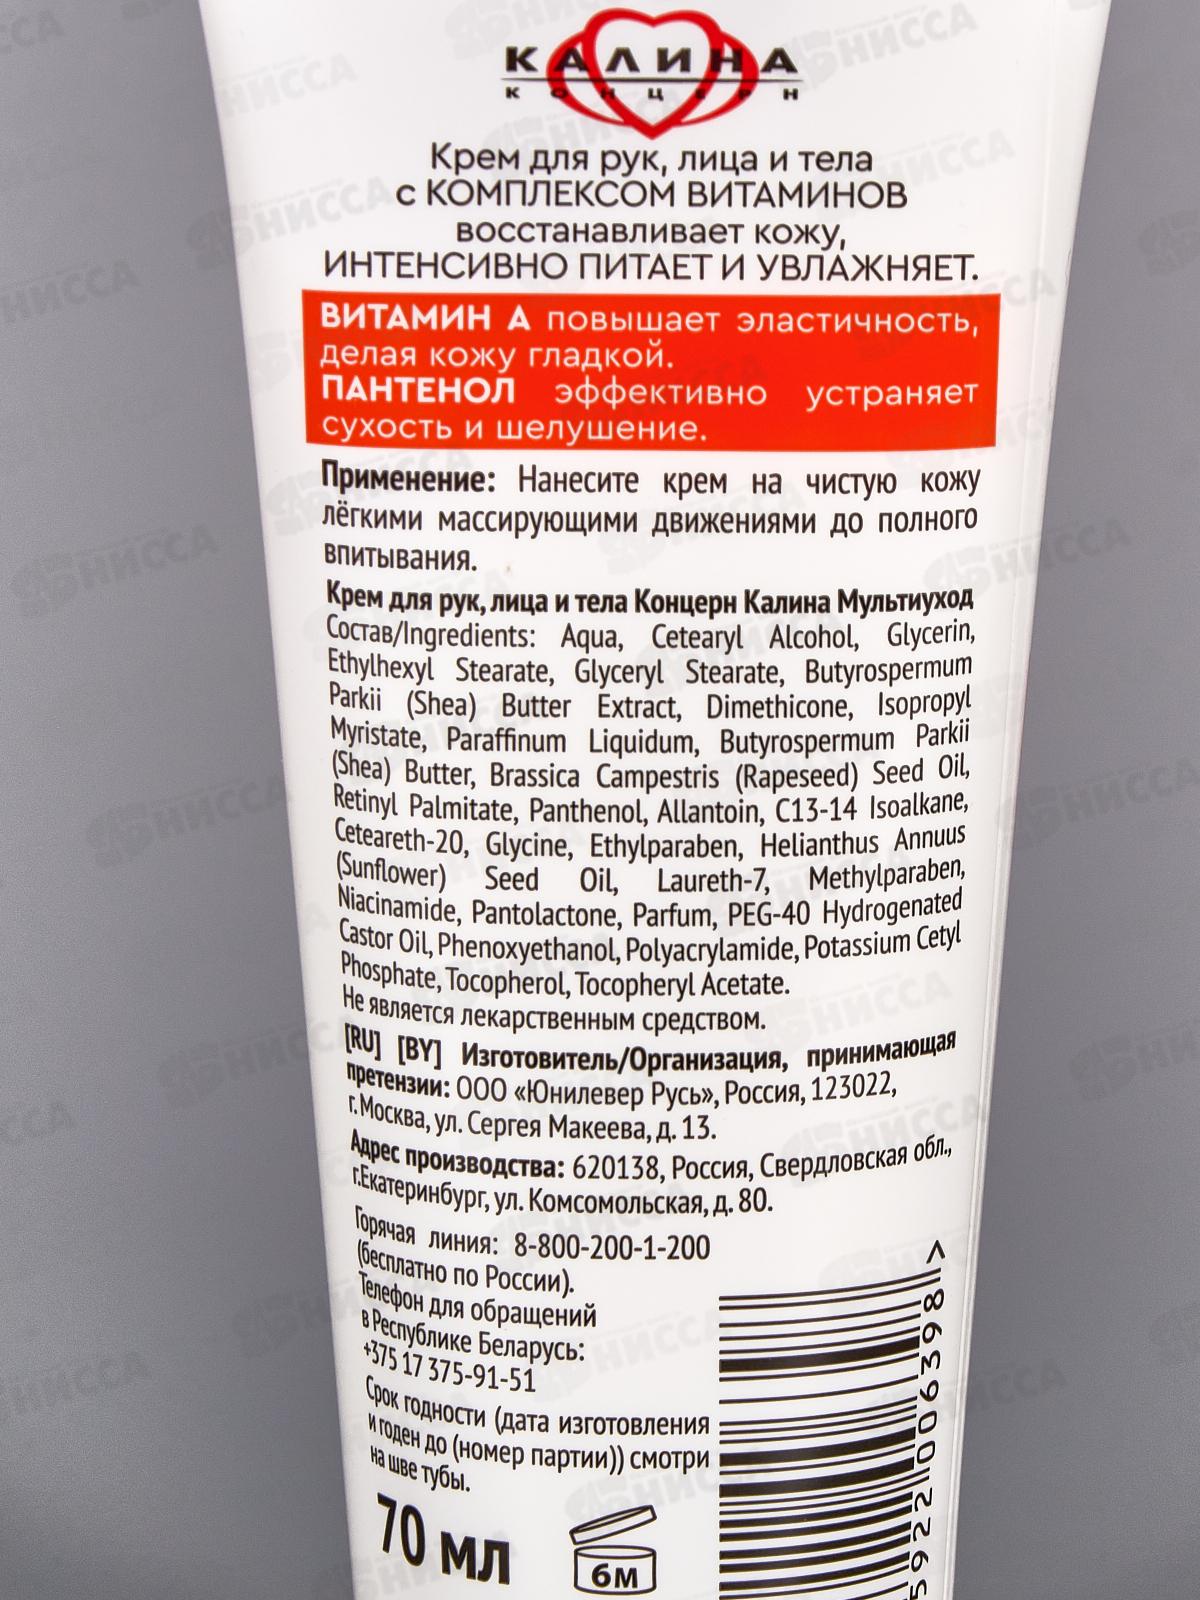 КАЛИНА
КОНЦЕРН
Крем для рук, лица и тела
с КОМПЛЕКСОМ ВИТАМИНОВ
восстанавливает кожу,
ИНТЕНСИВНО ПИТАЕТ И УВЛАЖНЯЕТ.
ВИТАМИН А повышает эластичность,
делая кожу гладкой.
ПАНТЕНОЛ эффективно устраняет
сухость и шелушение.
Применение: Нанесите крем на чистую кожу
лёгкими массирующими движениями до полного
впитывания.
Крем для рук, лица и тела Концерн Калина Мультиуход
Состав/Ingredients: Aqua, Cetearyl Alcohol, Glycerin,
Ethylhexyl Stearate, Glyceryl Stearate, Butyrospermum
Parkii (Shea) Butter Extract, Dimethicone, Isopropyl
Myristate, Paraffinum Liquidum, Butyrospermum Parkii
(Shea) Butter, Brassica Campestris (Rapeseed) Seed Oil,
Retinyl Palmitate, Panthenol, Allantoin, C13-14 Isoalkane,
Ceteareth-20, Glycine, Ethylparaben, Helianthus Annuus
(Sunflower) Seed Oil, Laureth-7, Methylparaben,
Niacinamide, Pantolactone, Parfum, PEG-40 Hydrogenated
Castor Oil, Phenoxyethanol, Polyacrylamide, Potassium Cetyl
Phosphate, Tocopherol, Tocopheryl Acetate.
Не является лекарственным средством.
[RU] [BY] Изготовитель/Организация, принимающая
претензии: ООО «Юнилевер Русь», Россия, 123022,
г. Москва, ул. Сергея Макеева, д. 13.
Адрес производства: 620138, Россия, Свердловская обл.,
г.Екатеринбург, ул. Комсомольская, д. 80.
Горячая линия: 8-800-200-1-200
(бесплатно по России).
Телефон для обращений
в Республике Беларусь:
+375 17 375-91-51
Срок годности (дата изготовления
и годен до (номер партии)) смотри
на шве тубы.
70 мл
6М
5922 006398 >